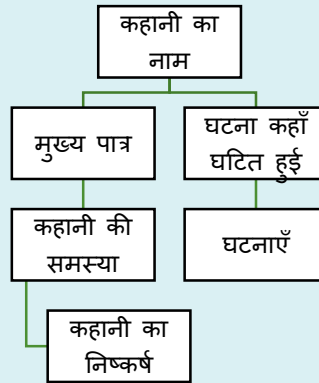 कहानी का
नाम
मुख्य पात्र
घटना कहाँ
घटित हुई
कहानी की
समस्या
घटनाएँ
कहानी का
निष्कर्ष